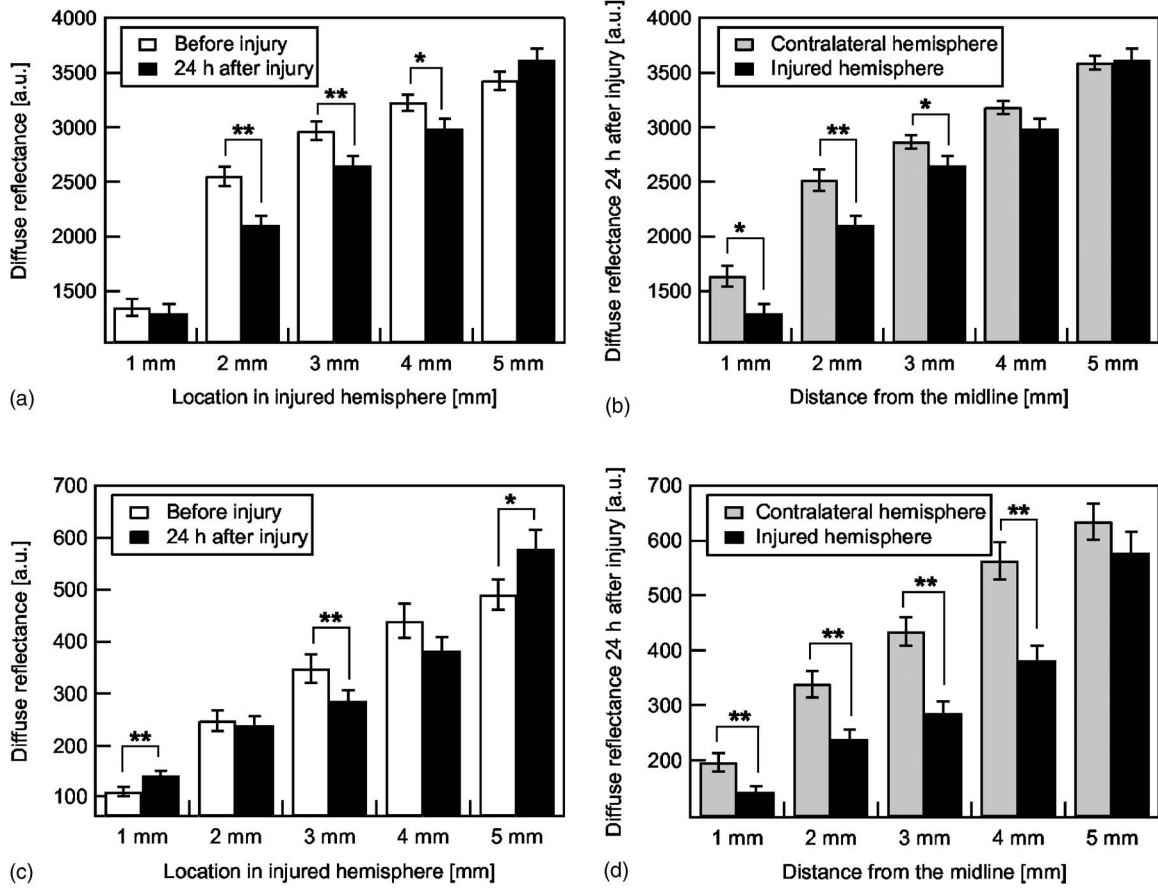 4000
3500
3000
2500
2000
1500
Diffuse reflectance [a.u.]
Before injury
24 h after injury
**
**
*
1 mm 2 mm 3 mm 4 mm 5 mm
Location in injured hemisphere [mm]
(a)
4000
3500
3000
2500
2000
1500
Diffuse reflectance 24 h after injury [a.u.]
Contralateral hemisphere
Injured hemisphere
*
**
*
1 mm 2 mm 3 mm 4 mm 5 mm
Distance from the midline [mm]
(b)
700
600
500
400
300
200
100
Diffuse reflectance [a.u.]
Before injury
24 h after injury
**
**
*
1 mm 2 mm 3 mm 4 mm 5 mm
Location in injured hemisphere [mm]
(c)
700
600
500
400
300
200
Diffuse reflectance 24 h after injury [a.u.]
Contralateral hemisphere
Injured hemisphere
**
**
**
**
1 mm 2 mm 3 mm 4 mm 5 mm
Distance from the midline [mm]
(d)